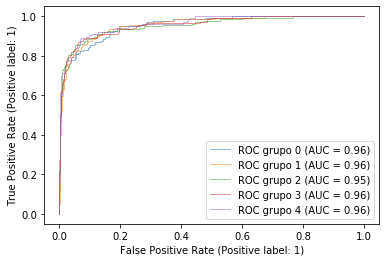 1.0
0.8
0.6
0.4
0.2
0.0
True Positive Rate (Positive label: 1)
ROC grupo 0 (AUC = 0.96)
ROC grupo 1 (AUC = 0.96)
ROC grupo 2 (AUC = 0.95)
ROC grupo 3 (AUC = 0.96)
ROC grupo 4 (AUC = 0.96)
0.0 0.2 0.4 0.6 0.8 1.0
False Positive Rate (Positive label: 1)